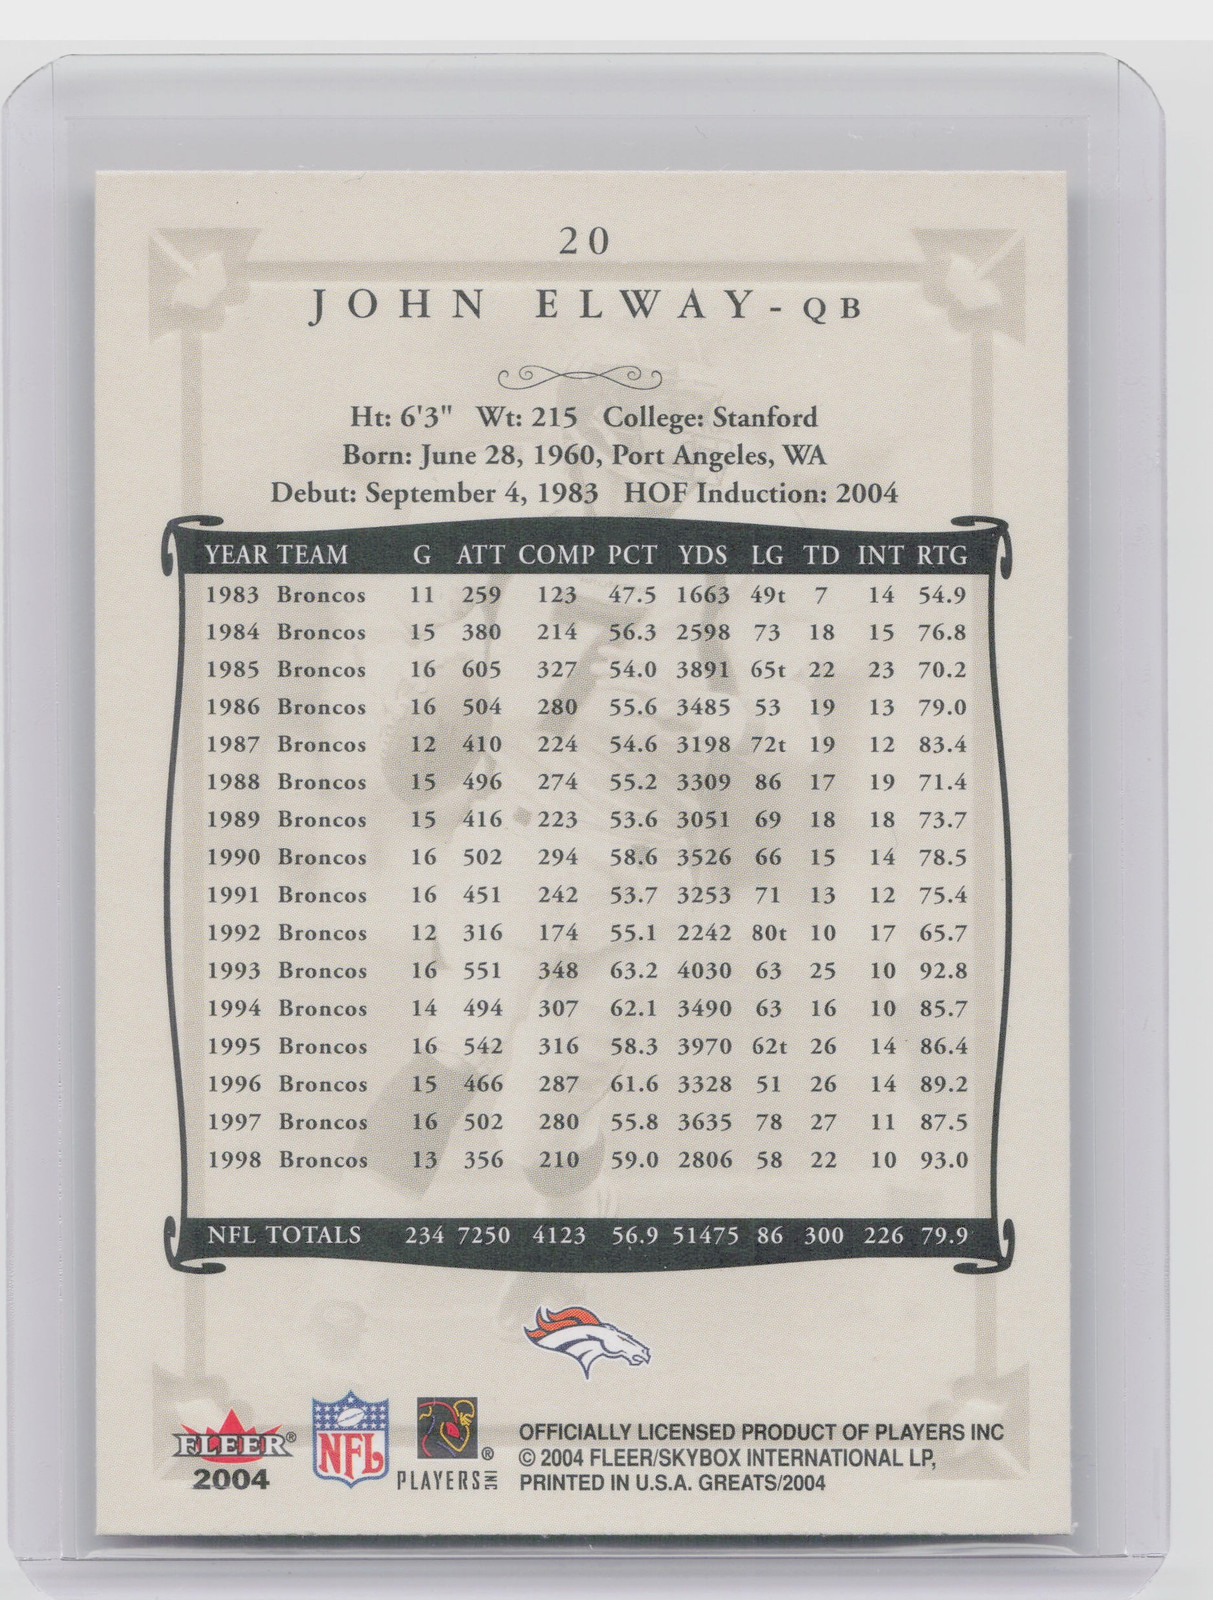 20
JOHN ELWAY - QB
Ht: 6'3" Wt: 215 College: Stanford
Born: June 28, 1960, Port Angeles, WA
Debut: September 4, 1983 HOF Induction: 2004
YEAR TEAM G ATT COMP PCT YDS LG TD INT RTG
1983 Broncos 11 259 123 47.5 1663 49t 7 14 54.9
1984 Broncos 15 380 214 56.3 2598 73 18 15 76.8
1985 Broncos 16 605 327 54.0 3891 65t 22 23 70.2
1986 Broncos 16 504 280 55.6 3485 53 19 13 79.0
1987 Broncos 12 410 224 54.6 3198 72t 19 12 83.4
1988 Broncos 15 496 274 55.2 3309 86 17 19 71.4
1989 Broncos 15 416 223 53.6 3051 69 18 18 73.7
1990 Broncos 16 502 294 58.6 3526 66 15 14 78.5
1991 Broncos 16 451 242 53.7 3253 71 13 12 75.4
1992 Broncos 12 316 174 55.1 2242 80t 10 17 65.7
1993 Broncos 16 551 348 63.2 4030 63 25 10 92.8
1994 Broncos 14 494 307 62.1 3490 63 16 10 85.7
1995 Broncos 16 542 316 58.3 3970 62t 26 14 86.4
1996 Broncos 15 466 287 61.6 3328 51 26 14 89.2
1997 Broncos 16 502 280 55.8 3635 78 27 11 87.5
1998 Broncos 13 356 210 59.0 2806 58 22 10 93.0
NFL TOTALS 234 7250 4123 56.9 51475 86 300 226 79.9
FLEER®
2004
NFL
®
PLAYERS INC
OFFICIALLY LICENSED PRODUCT OF PLAYERS INC
© 2004 FLEER/SKYBOX INTERNATIONAL LP,
PRINTED IN U.S.A. GREATS/2004